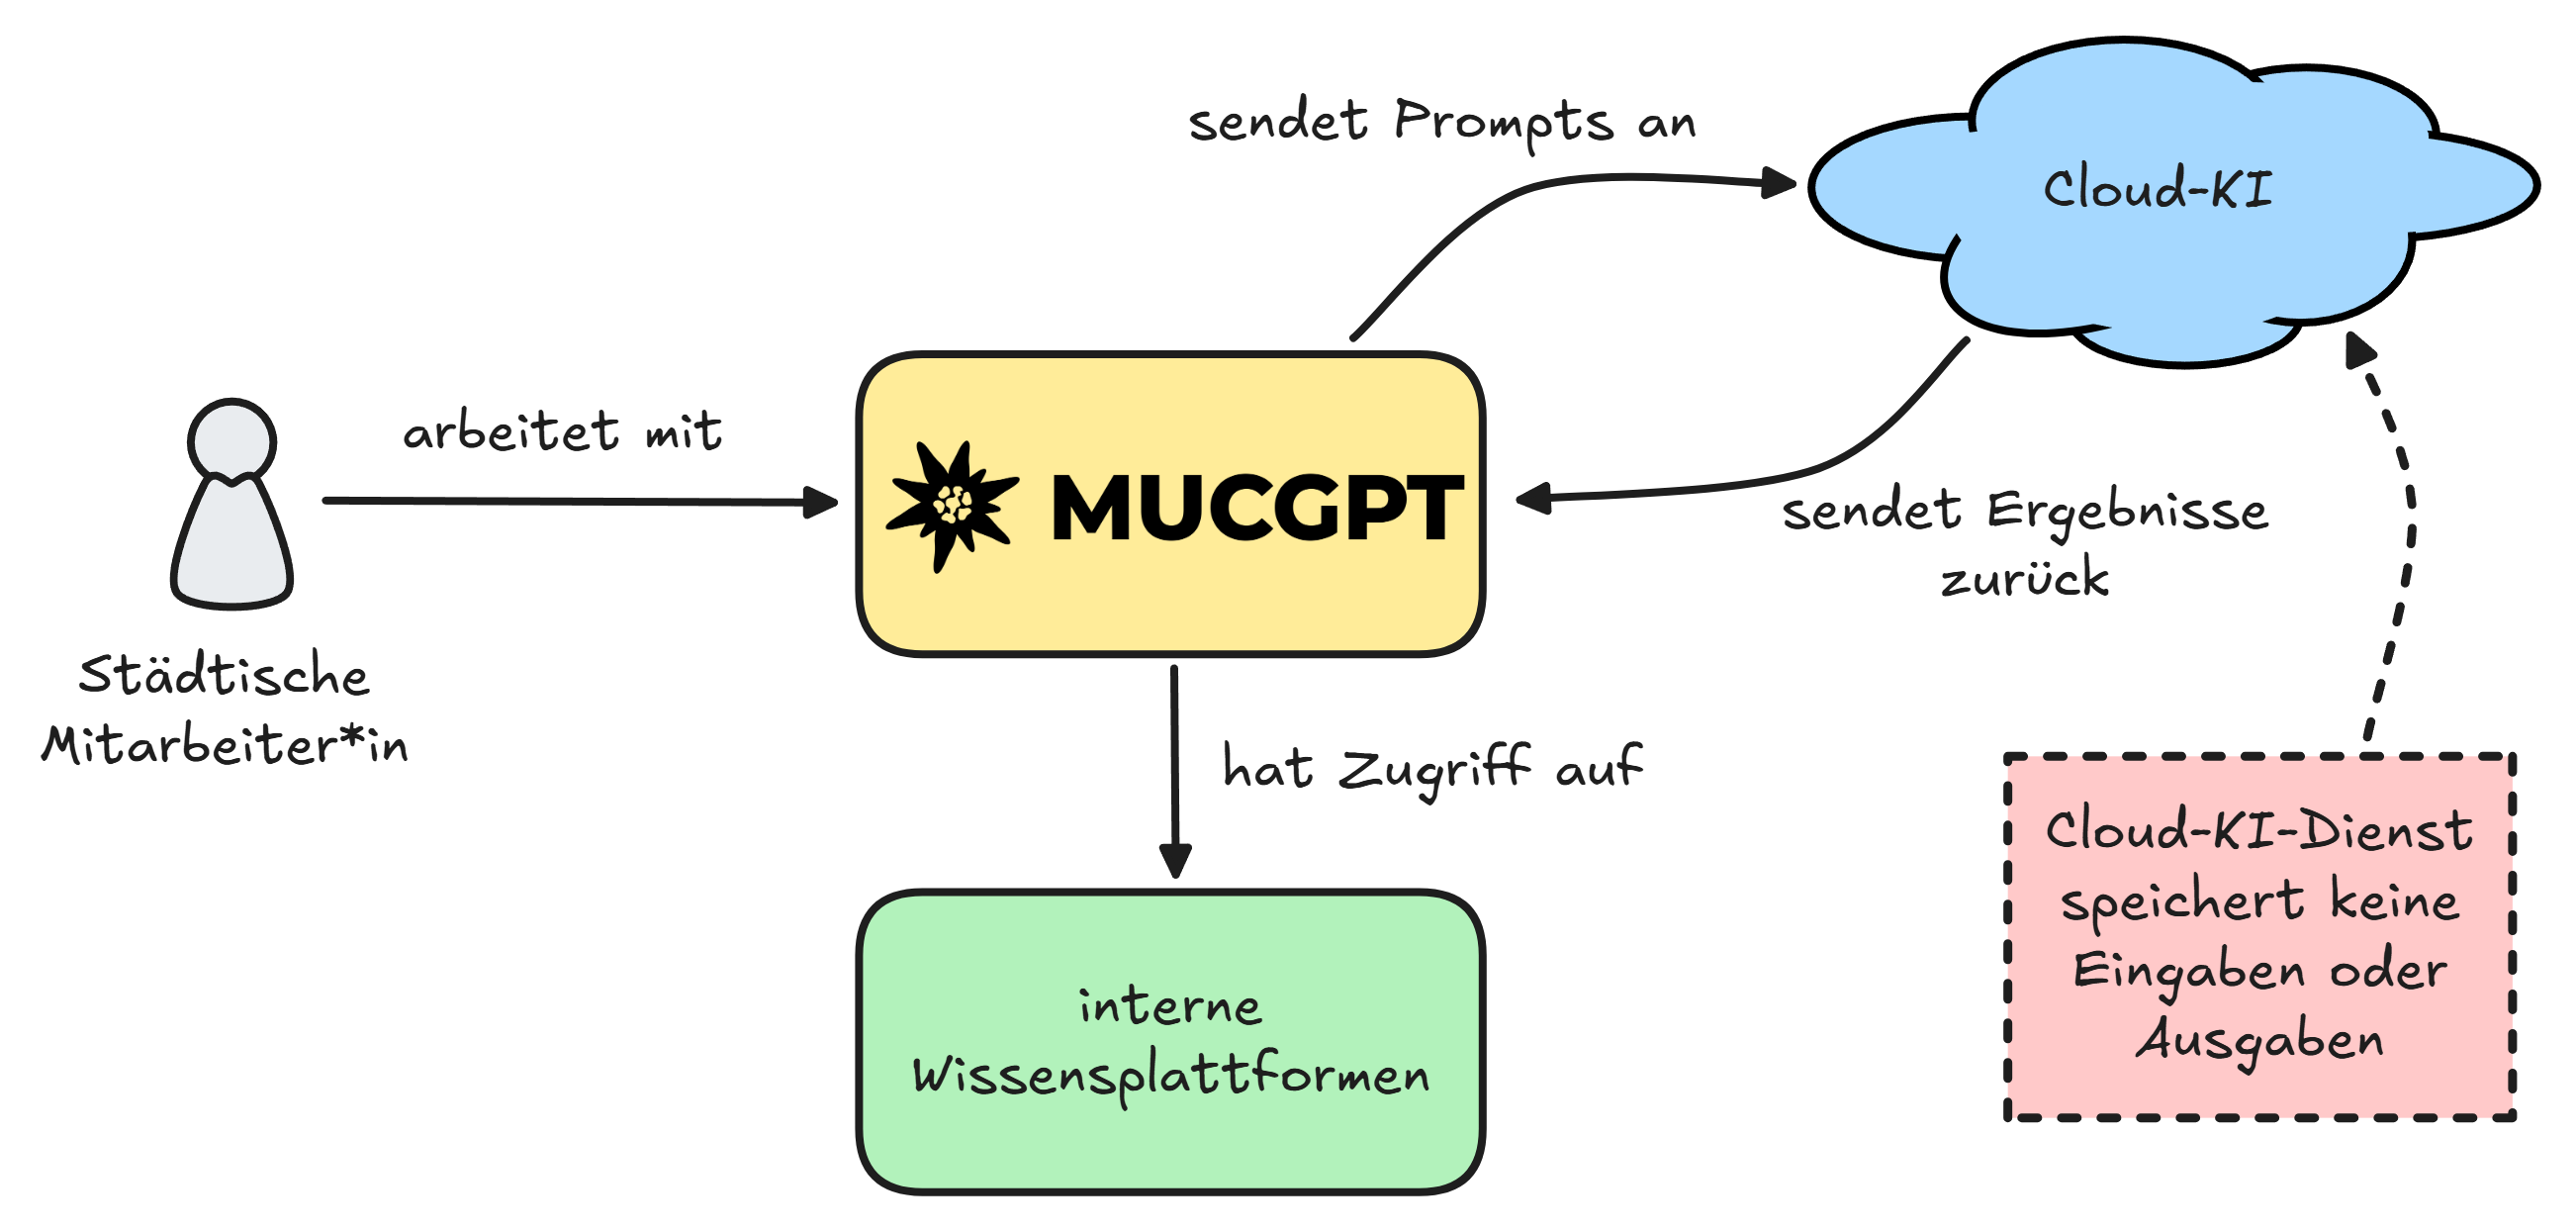 sendet Prompts an
Cloud-KI
arbeitet mit
MUCGPT
sendet Ergebnisse
zurück
Städtische
Mitarbeiter*in
hat Zugriff auf
Cloud-KI-Dienst
speichert keine
Eingaben oder
Ausgaben
interne
Wissensplattformen